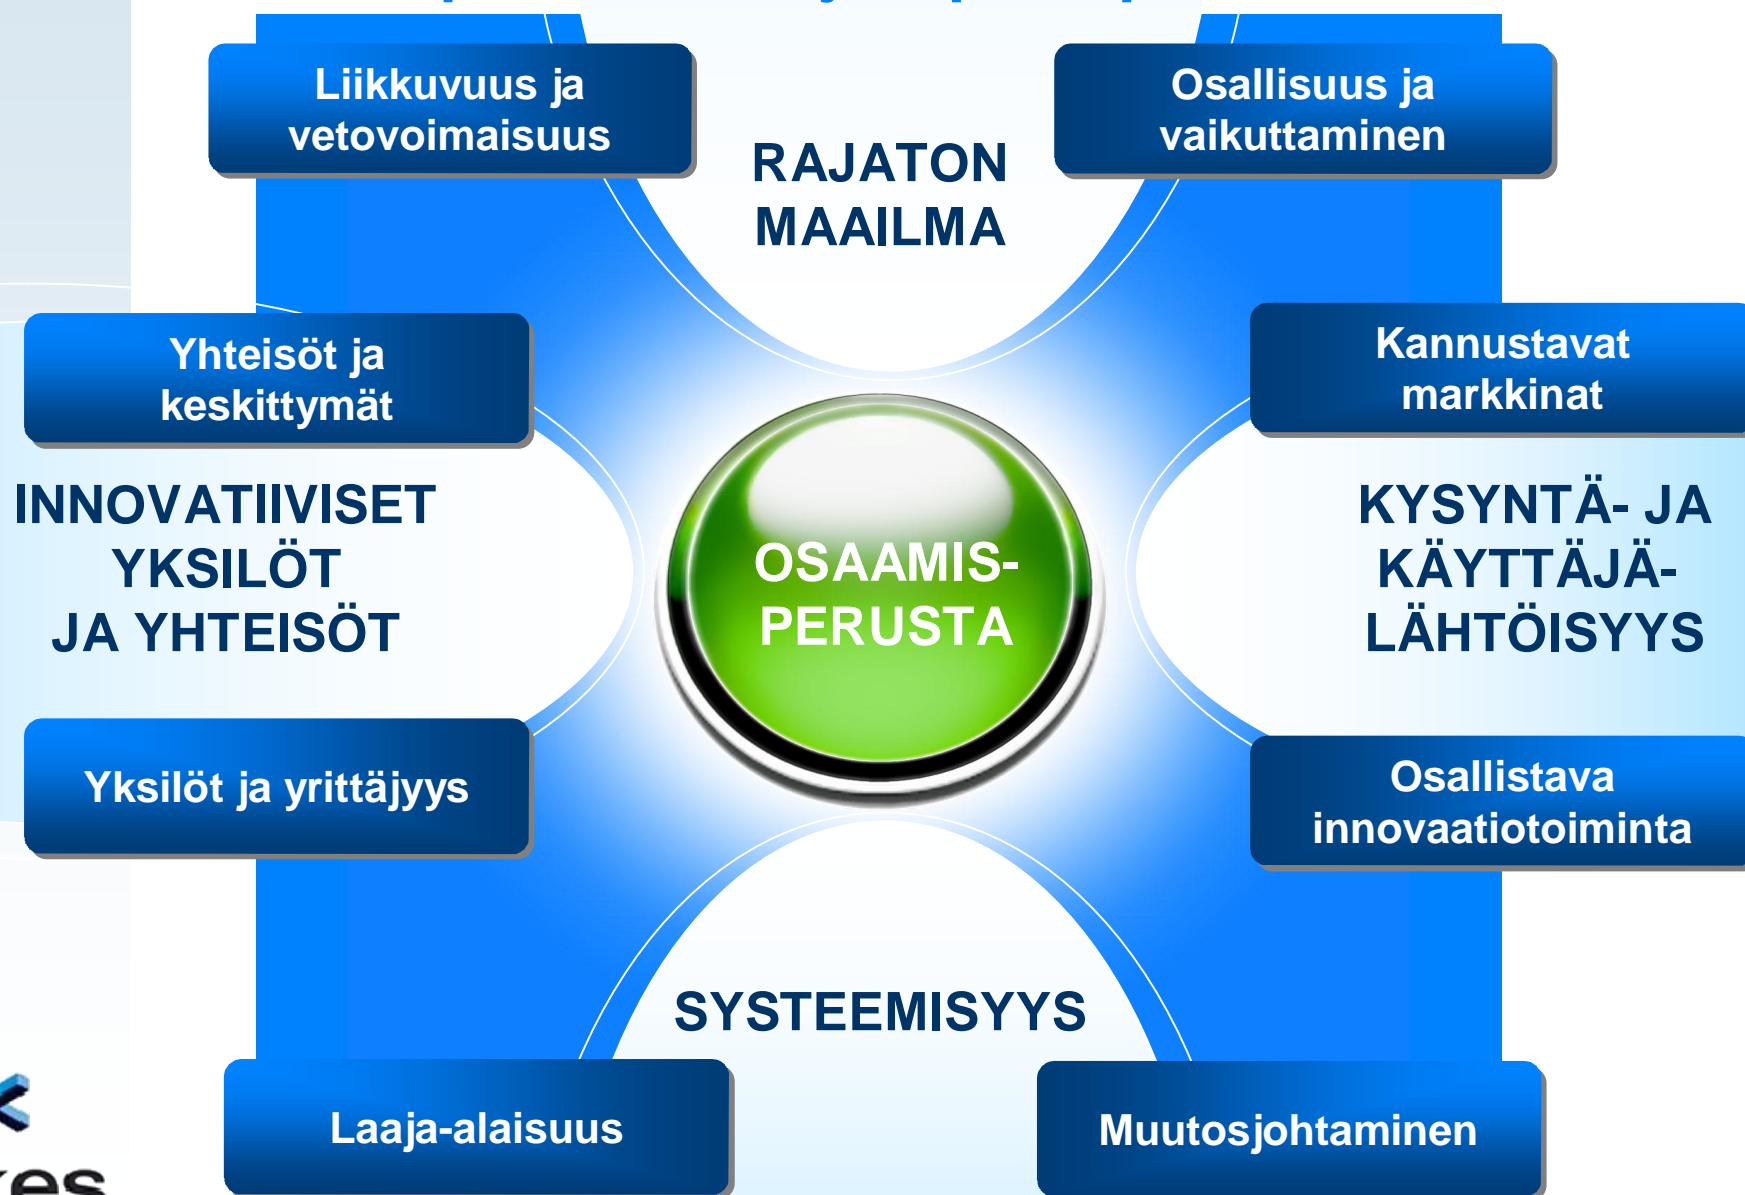 Liikkuvuus ja
vetovoimaisuus
Osallisuus ja
vaikuttaminen
RAJATON
MAAILMA
Yhteisöt ja
keskittymät
Kannustavat
markkinat
INNOVATIIVISET
YKSILÖT
JA YHTEISÖT
OSAAMIS-
PERUSTA
KYSYNTÄ- JA
KÄYTTÄJÄ-
LÄHTÖISYYS
Yksilöt ja yrittäjyys
Osallistava
innovaatiotoiminta
SYSTEEMISYYS
Laaja-alaisuus
Muutosjohtaminen